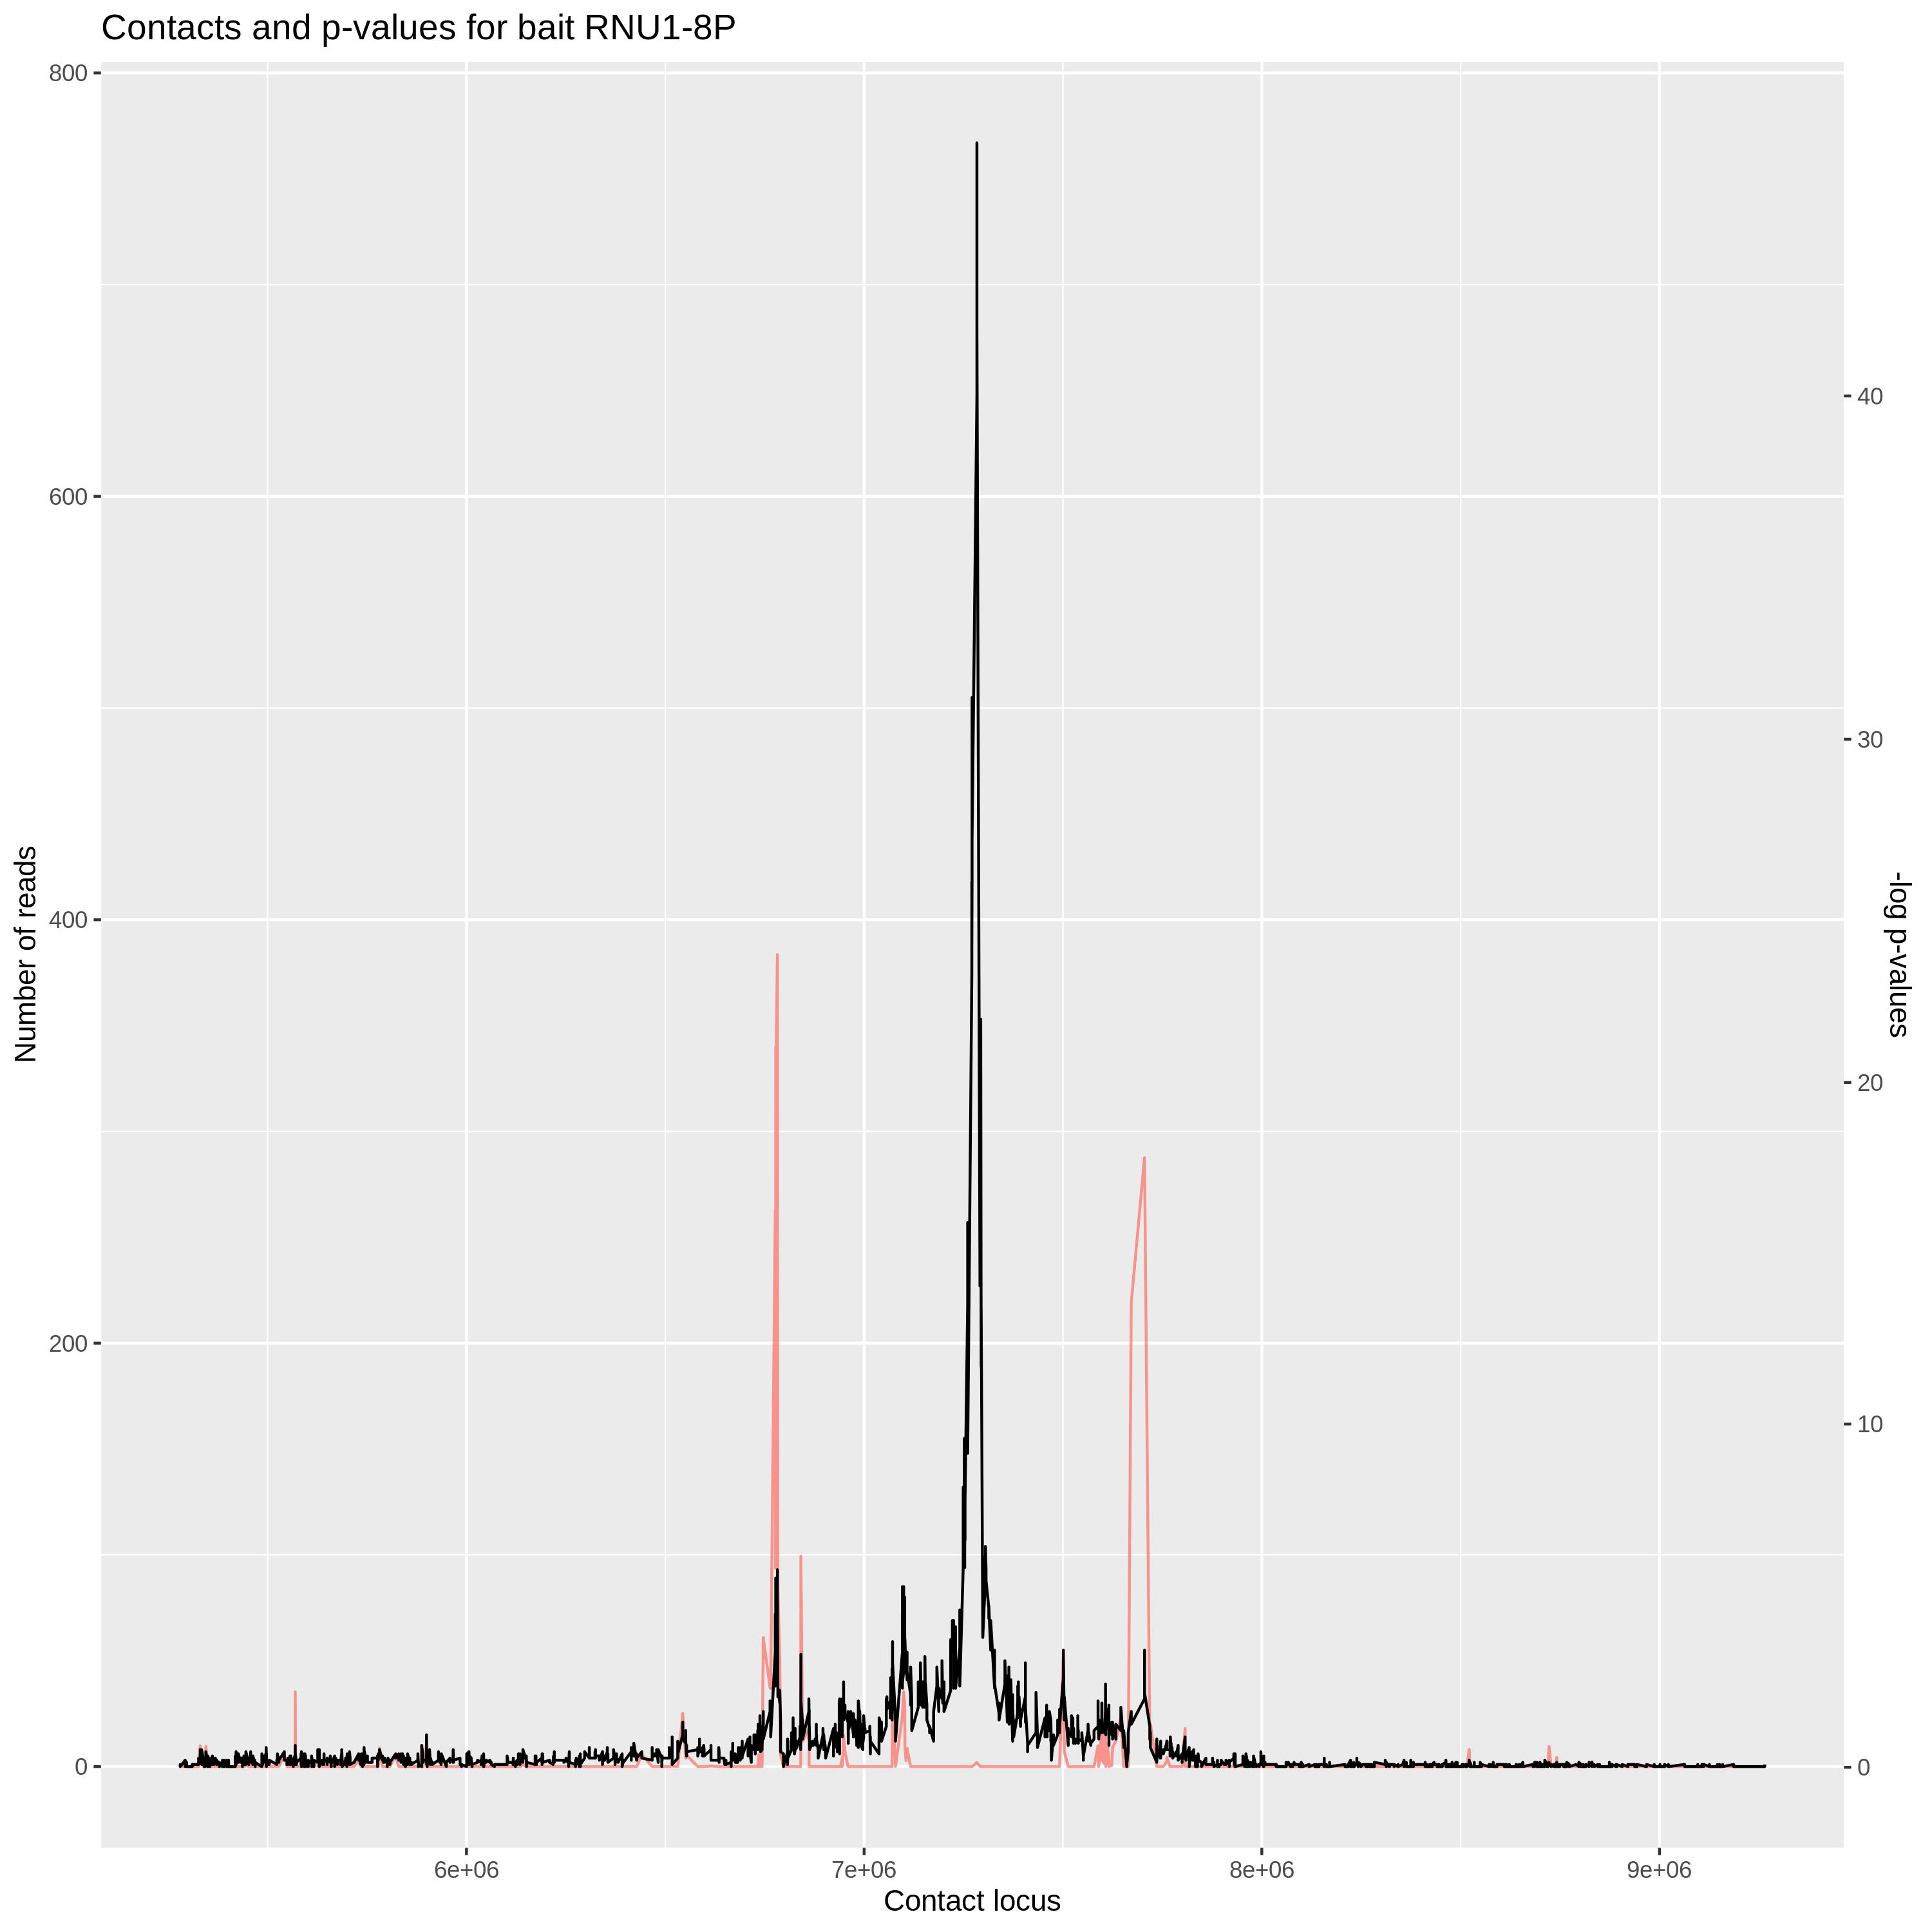 Contacts and p-values for bait RNU1-8P
800
600
400
200
0
Number of reads
40
30
20
10
0
-log p-values
6e+06
7e+06
8e+06
9e+06
Contact locus